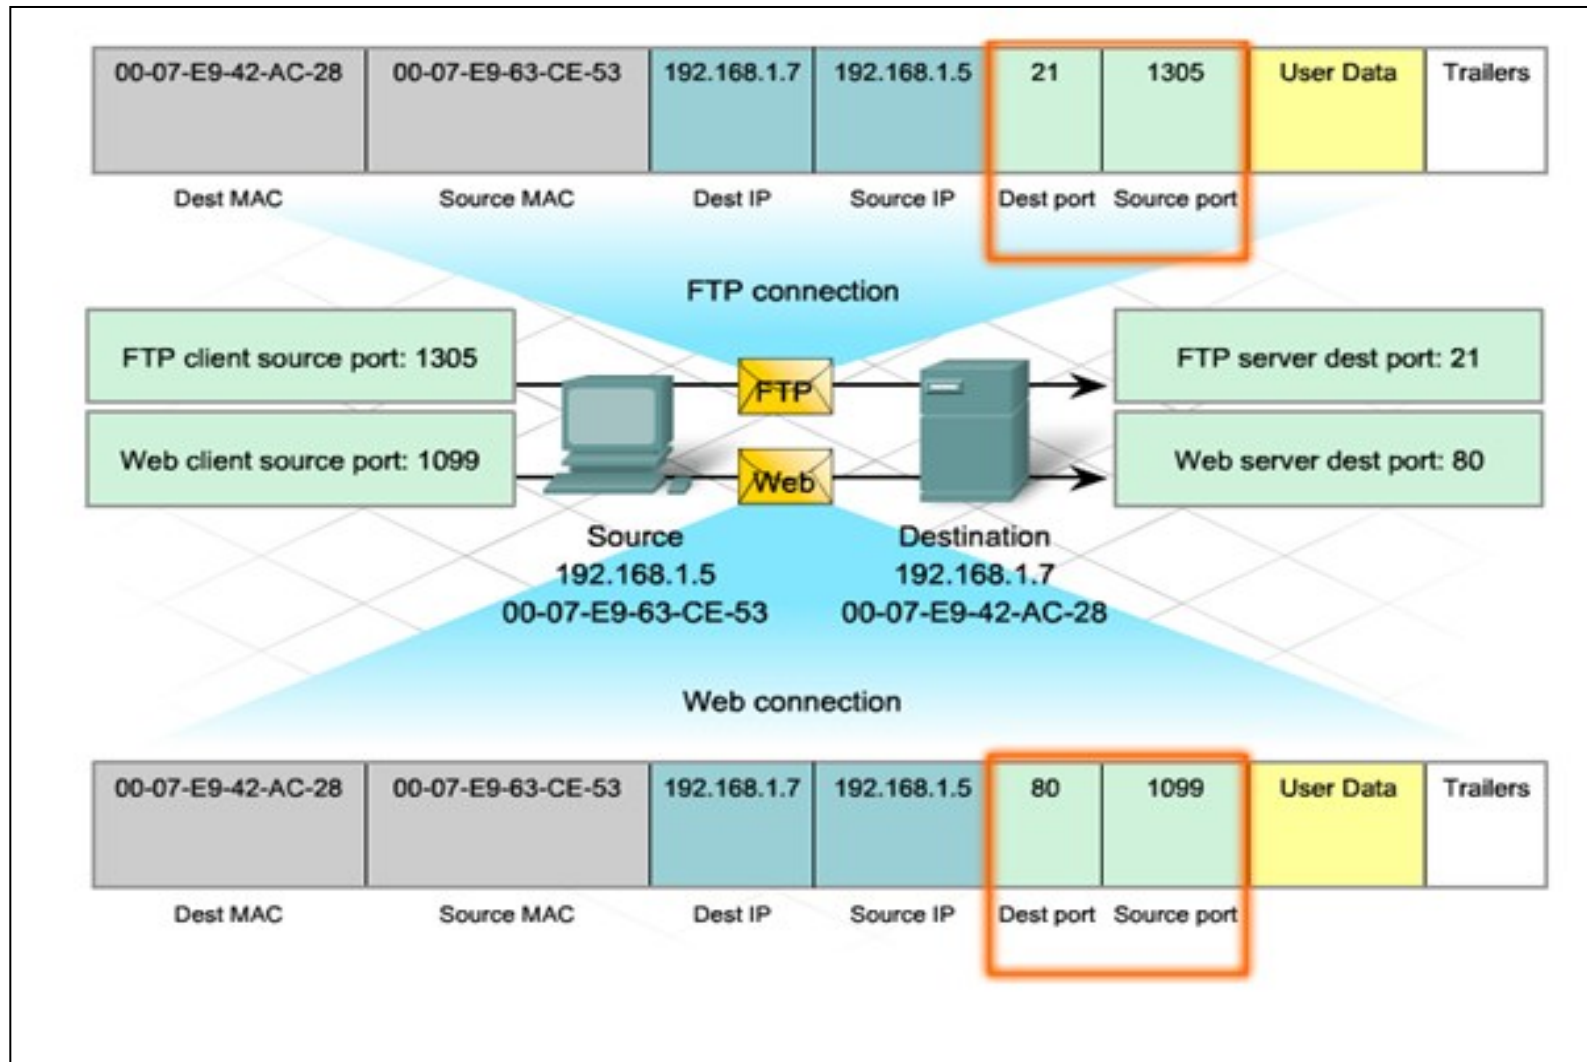 00-07-E9-42-AC-28 00-07-E9-63-CE-53 192.168.1.7 192.168.1.5 21 1305 User Data Trailers
Dest MAC Source MAC Dest IP Source IP Dest port Source port
FTP connection
FTP client source port: 1305
FTP
FTP server dest port: 21
Web client source port: 1099
Web
Web server dest port: 80
Source
192.168.1.5
00-07-E9-63-CE-53
Destination
192.168.1.7
00-07-E9-42-AC-28
Web connection
00-07-E9-42-AC-28 00-07-E9-63-CE-53 192.168.1.7 192.168.1.5 80 1099 User Data Trailers
Dest MAC Source MAC Dest IP Source IP Dest port Source port